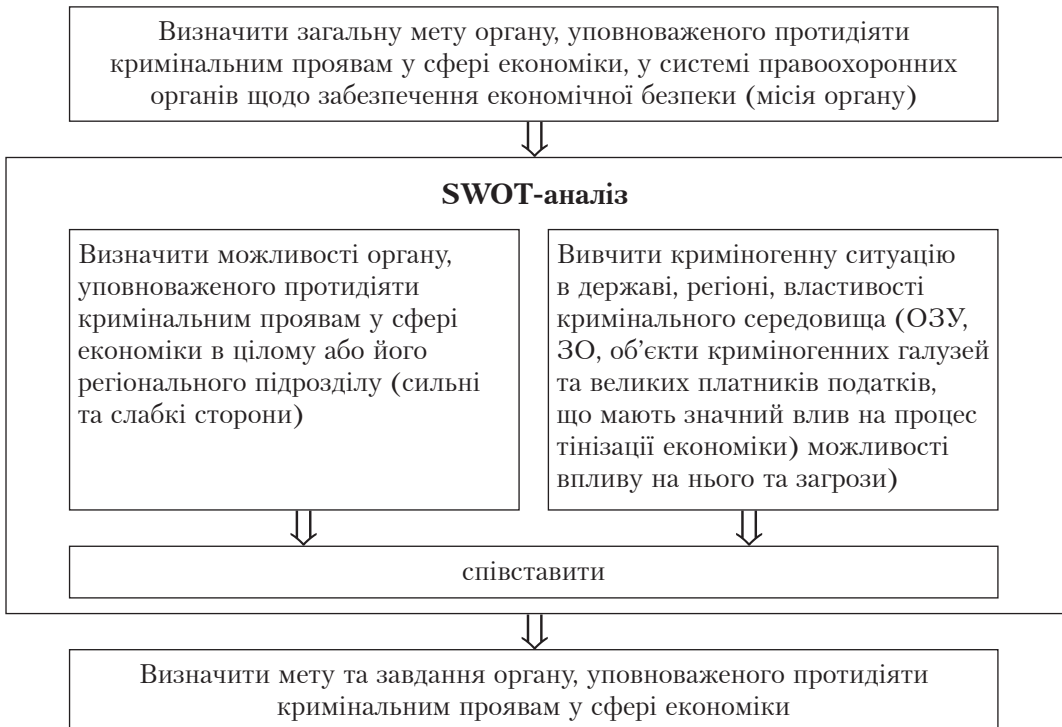 Визначити загальну мету органу, уповноваженого протидіяти
кримінальним проявам у сфері економіки, у системі правоохоронних
органів щодо забезпечення економічної безпеки (місія органу)
SWOT-аналіз
Визначити можливості органу,
уповноваженого протидіяти
кримінальним проявам у сфері
економіки в цілому або його
регіонального підрозділу (сильні
та слабкі сторони)
Вивчити криміногенну ситуацію
в державі, регіоні, властивості
кримінального середовища (ОЗУ,
ЗО, об’єкти криміногенних галузей
та великих платників податків,
що мають значний влив на процес
тінізації економіки) можливості
впливу на нього та загрози)
співставити
Визначити мету та завдання органу, уповноваженого протидіяти
кримінальним проявам у сфері економіки